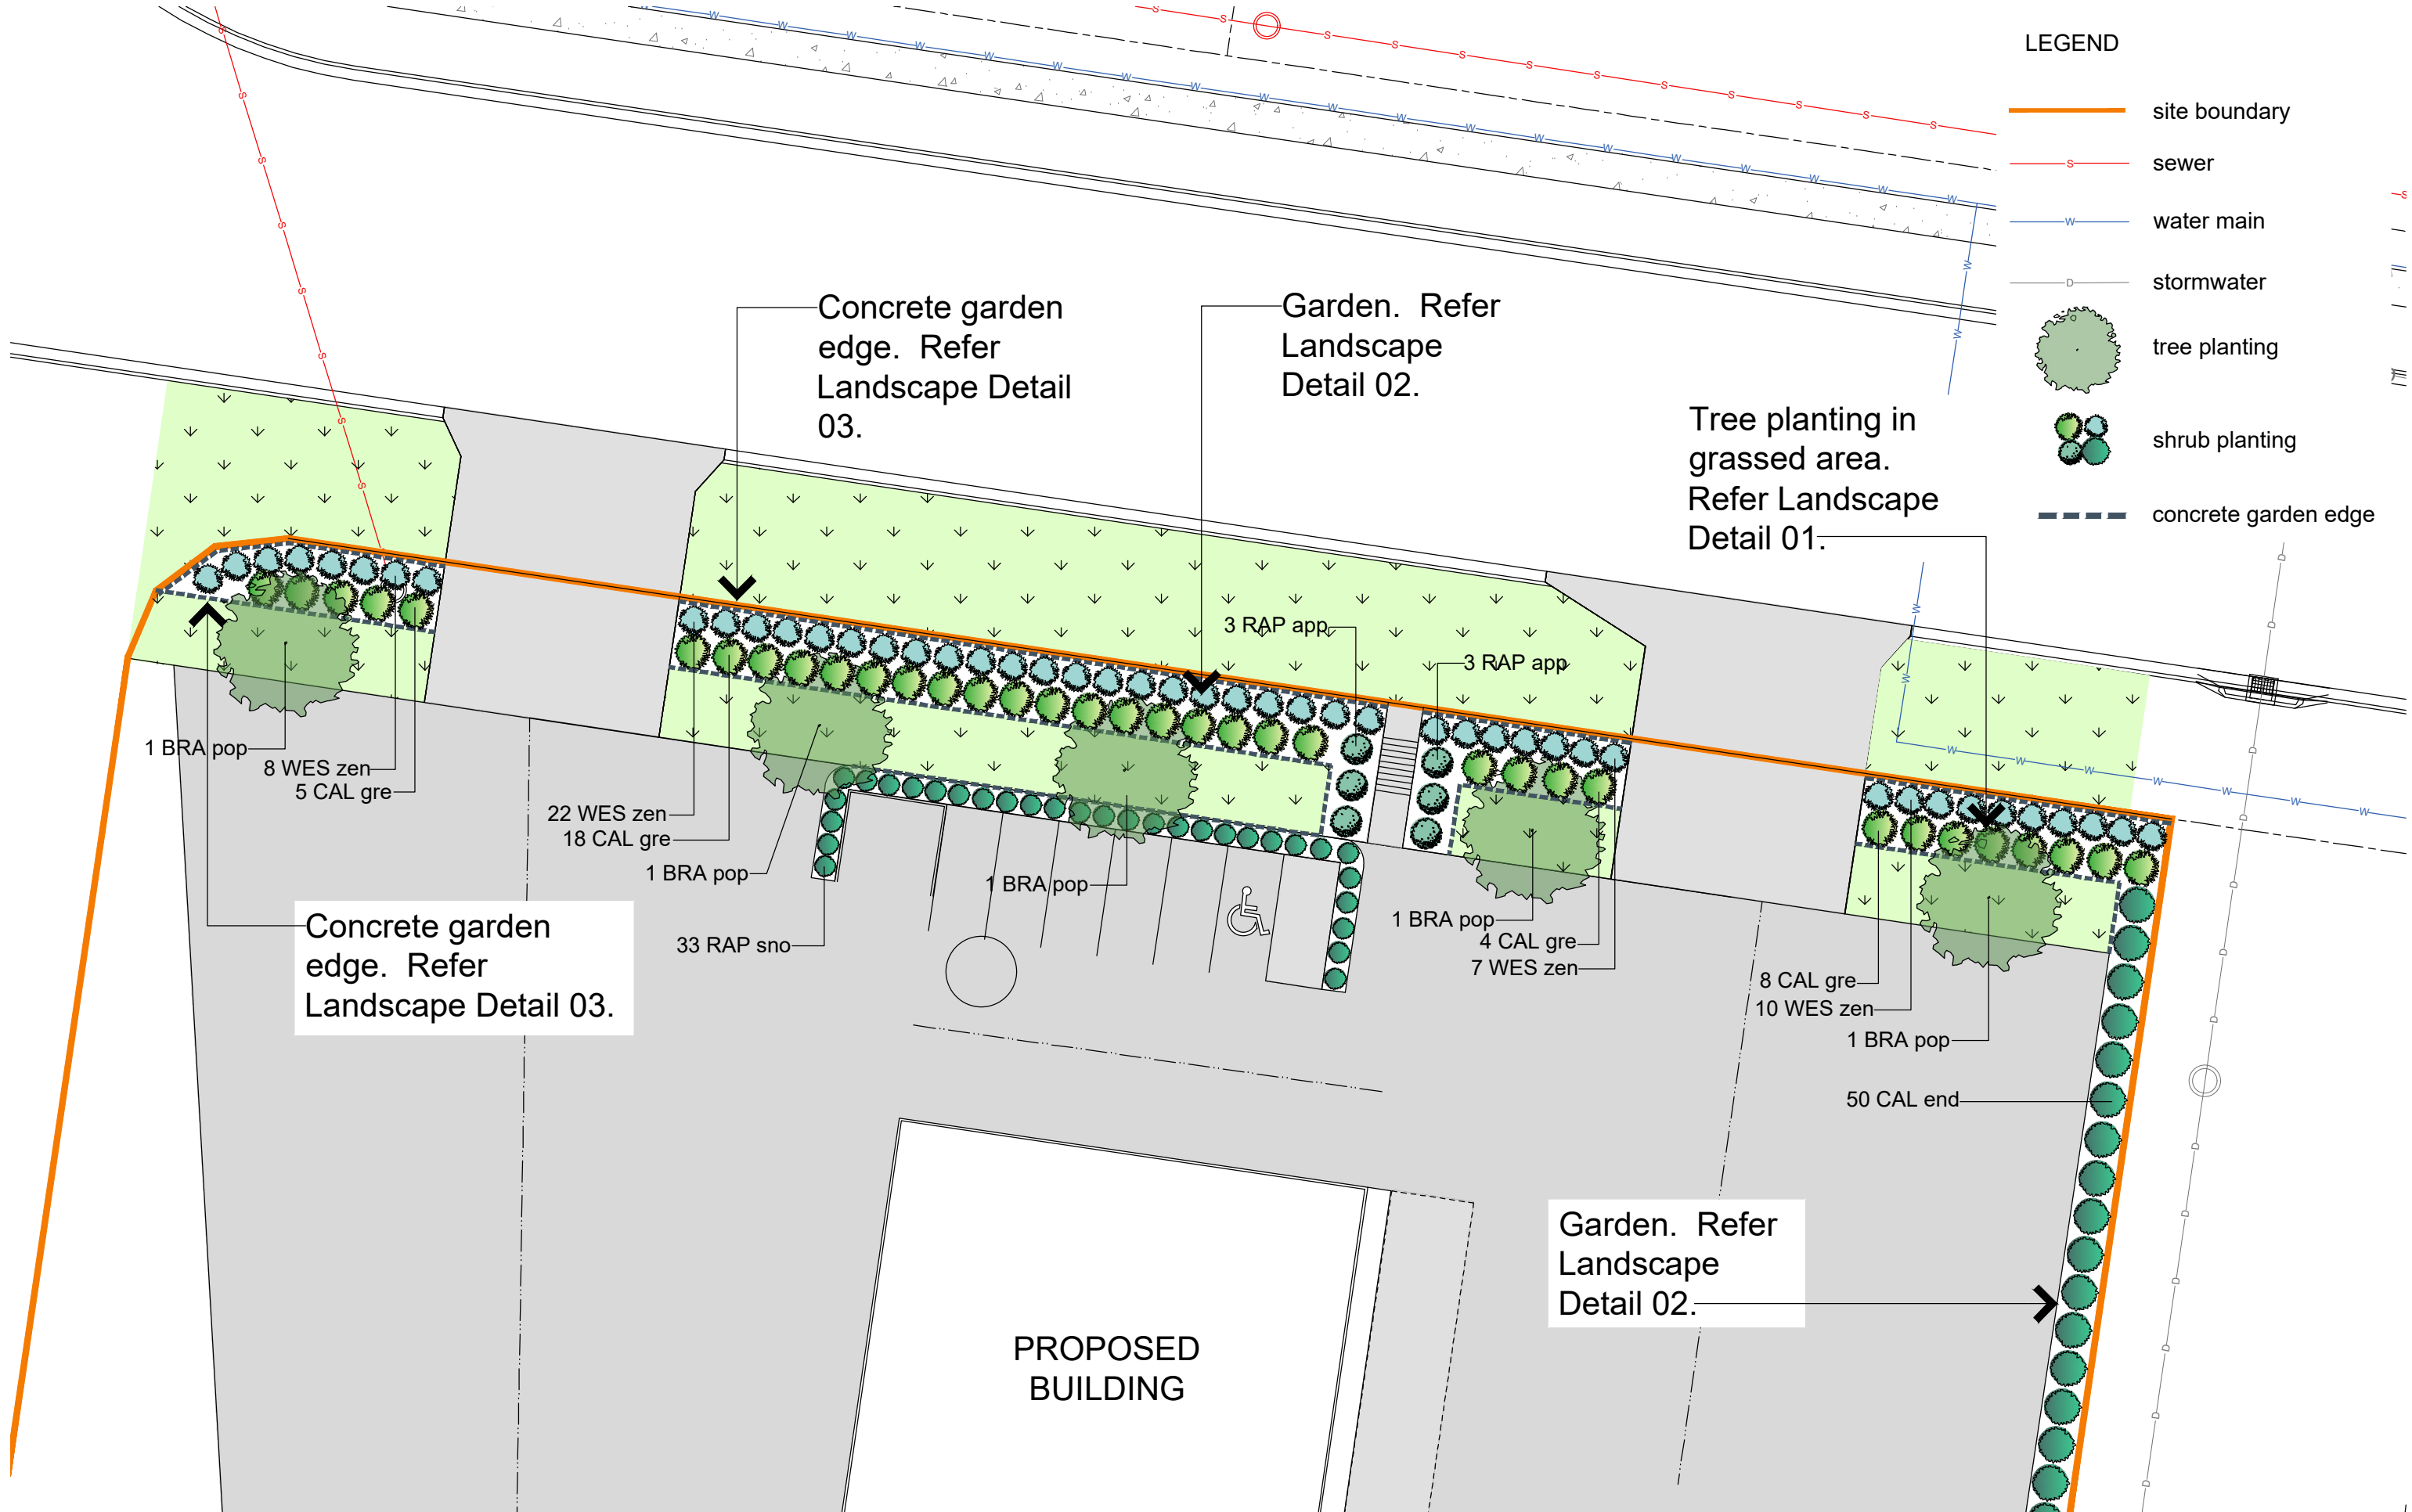 LEGEND
site boundary
S
sewer
W
water main
D
stormwater
tree planting
shrub planting
concrete garden edge
Concrete garden
edge.  Refer
Landscape Detail
03.
Garden.  Refer
Landscape
Detail 02.
Tree planting in
grassed area.
Refer Landscape
Detail 01.
3 RAP app
3 RAP app
1 BRA pop
8 WES zen
5 CAL gre
22 WES zen
18 CAL gre
1 BRA pop
1 BRA pop
33 RAP sno
1 BRA pop
4 CAL gre
7 WES zen
8 CAL gre
10 WES zen
1 BRA pop
50 CAL end
Concrete garden
edge.  Refer
Landscape Detail 03.
Garden.  Refer
Landscape
Detail 02.
PROPOSED
BUILDING